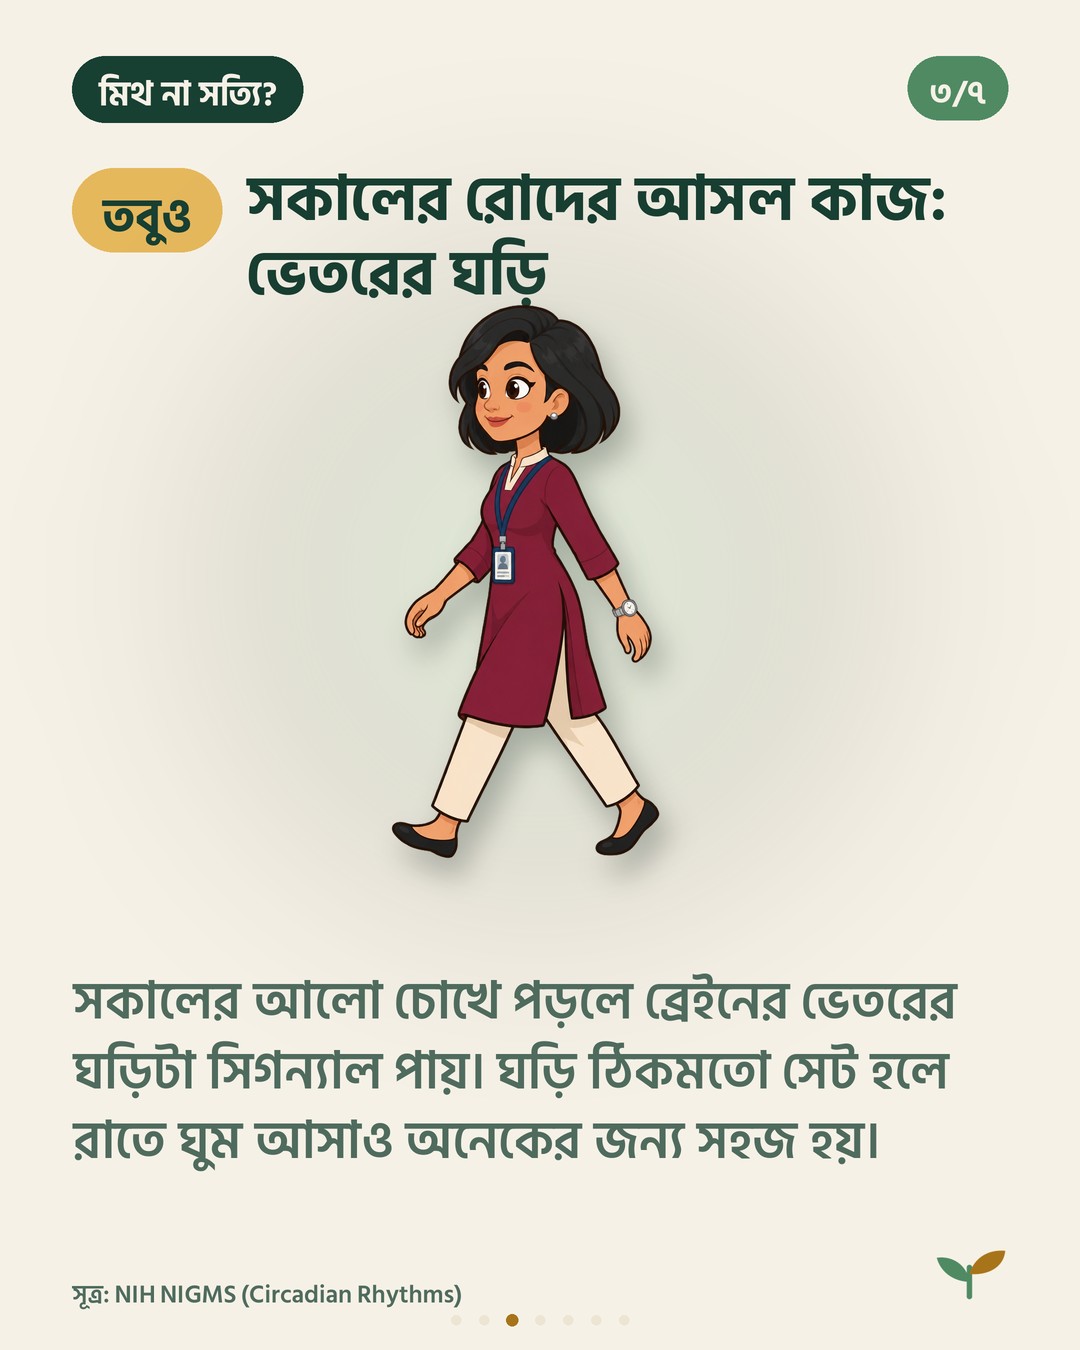 মিথ না সত্যি?
৩/৭
তবুও
সকালের রোদের আসল কাজ:
ভেতরের ঘড়ি
সকালের আলো চোখে পড়লে ব্রেইনের ভেতরের
ঘড়িটা সিগন্যাল পায়। ঘড়ি ঠিকমতো সেট হলে
রাতে ঘুম আসাও অনেকের জন্য সহজ হয়।
সূত্র: NIH NIGMS (Circadian Rhythms)